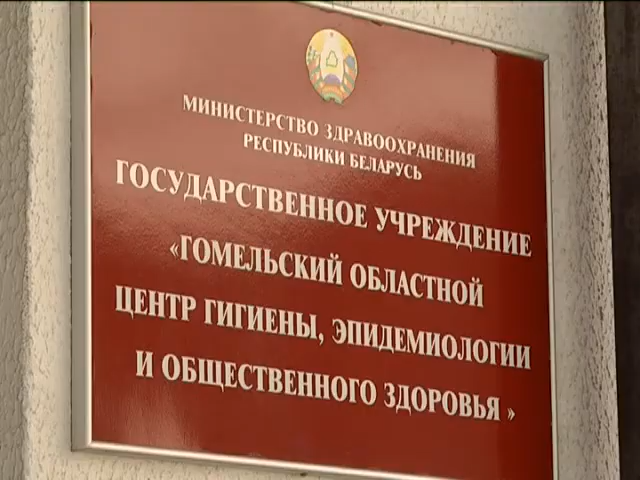 МИНИСТЕРСТВО ЗДРАВООХРАНЕНИЯ
РЕСПУБЛИКИ БЕЛАРУСЬ
ГОСУДАРСТВЕННОЕ УЧРЕЖДЕНИЕ
«ГОМЕЛЬСКИЙ ОБЛАСТНОЙ
ЦЕНТР ГИГИЕНЫ, ЭПИДЕМИОЛОГИИ
И ОБЩЕСТВЕННОГО ЗДОРОВЬЯ »